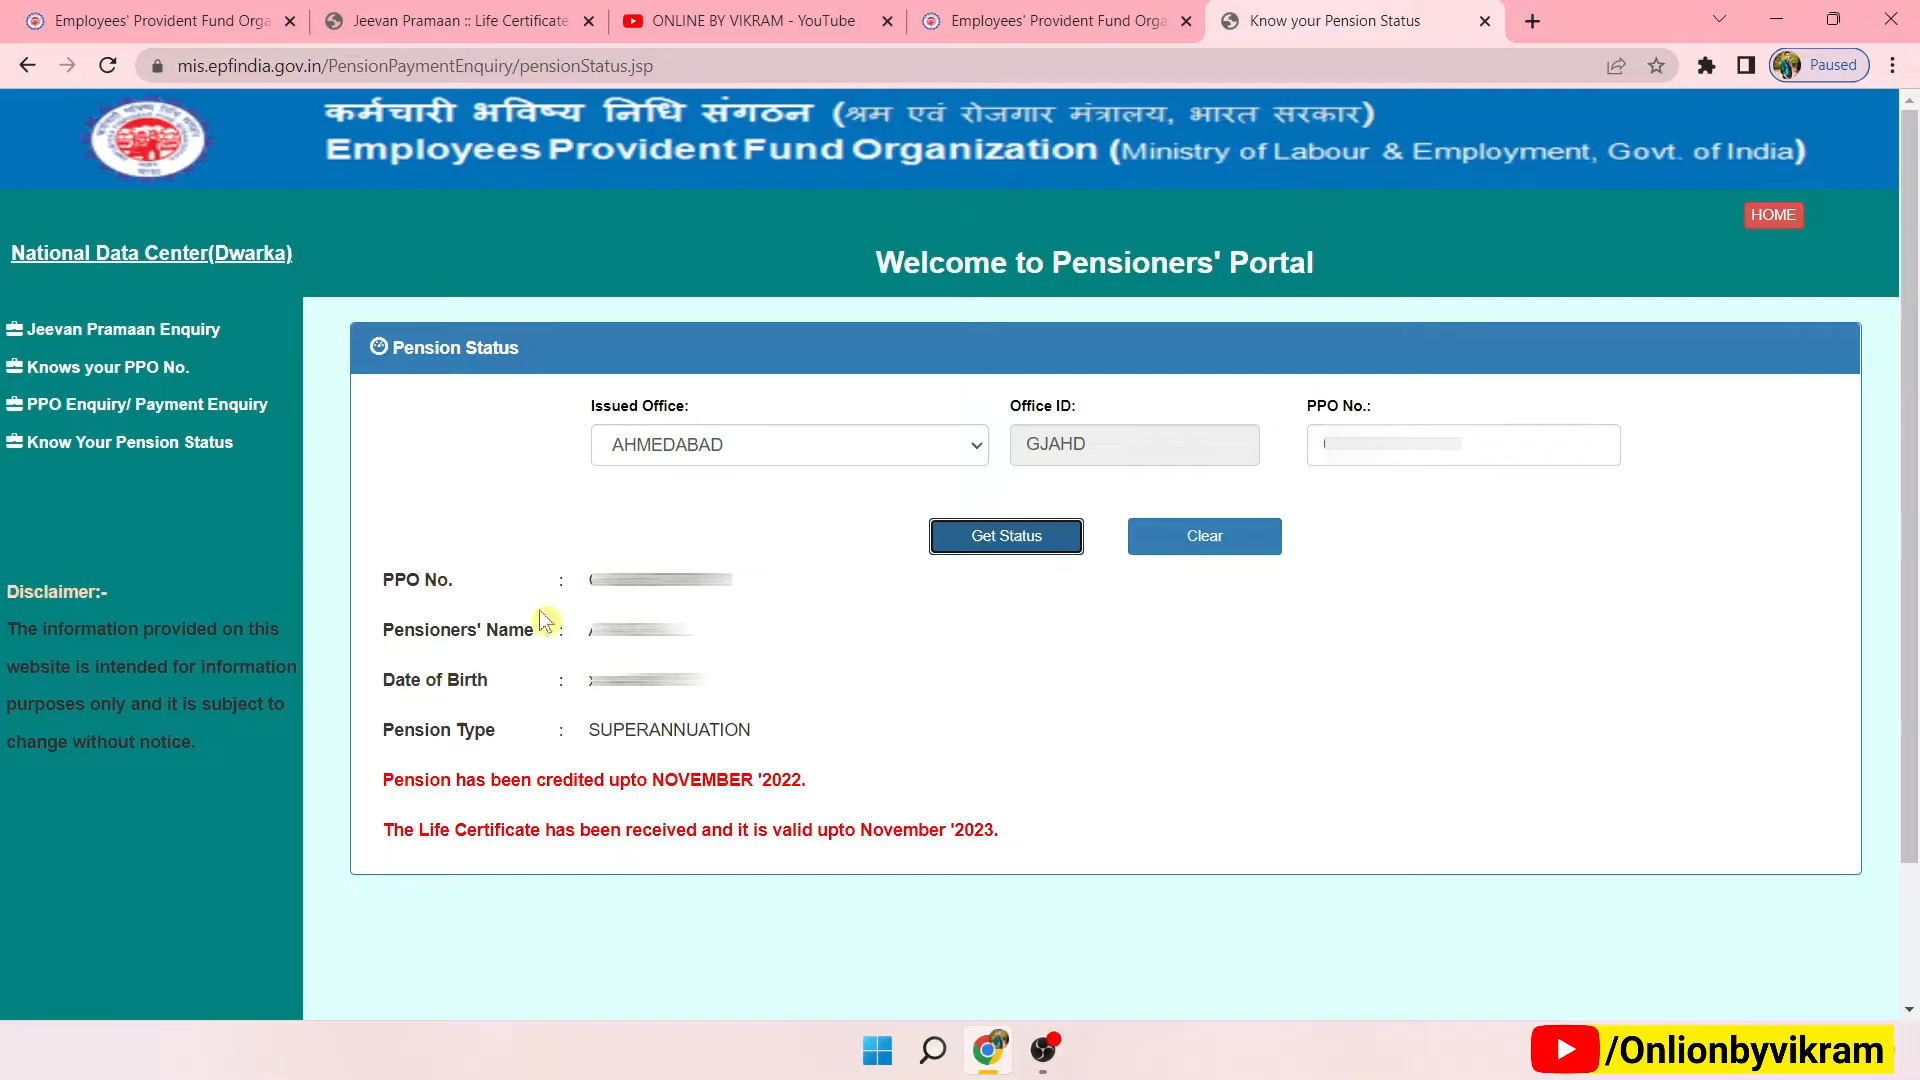 Employees' Provident Fund Orga
Jeevan Pramaan :: Life Certificate
ONLINE BY VIKRAM - YouTube
Employees' Provident Fund Orga
Know your Pension Status
mis.epfindia.gov.in/PensionPaymentEnquiry/pensionStatus.jsp
Paused
कर्मचारी भविष्य निधि संगठन (श्रम एवं रोजगार मंत्रालय, भारत सरकार)
Employees Provident Fund Organization (Ministry of Labour & Employment, Govt. of India)
HOME
National Data Center(Dwarka)
Welcome to Pensioners' Portal
Jeevan Pramaan Enquiry
Knows your PPO No.
PPO Enquiry/ Payment Enquiry
Know Your Pension Status
Disclaimer:-
The information provided on this
website is intended for information
purposes only and it is subject to
change without notice.
Pension Status
Issued Office: Office ID: PPO No.:
AHMEDABAD GJAHD
Get Status Clear
PPO No. :
Pensioners' Name :
Date of Birth :
Pension Type : SUPERANNUATION
Pension has been credited upto NOVEMBER '2022.
The Life Certificate has been received and it is valid upto November '2023.
/Onlionbyvikram